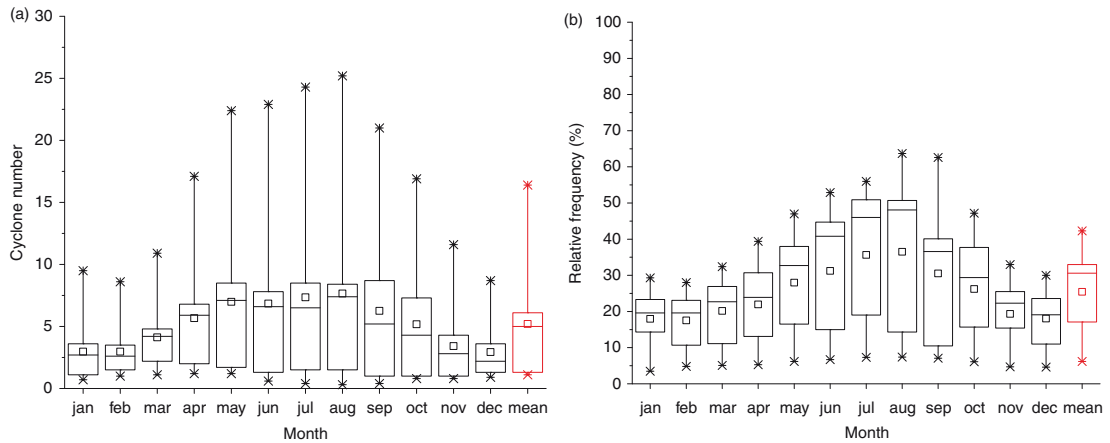 (a)
30
25
20
15
10
5
0
Cyclone number
jan feb mar apr may jun jul aug sep oct nov dec mean
Month
(b)
100
90
80
70
60
50
40
30
20
10
0
Relative frequency (%)
jan feb mar apr may jun jul aug sep oct nov dec mean
Month